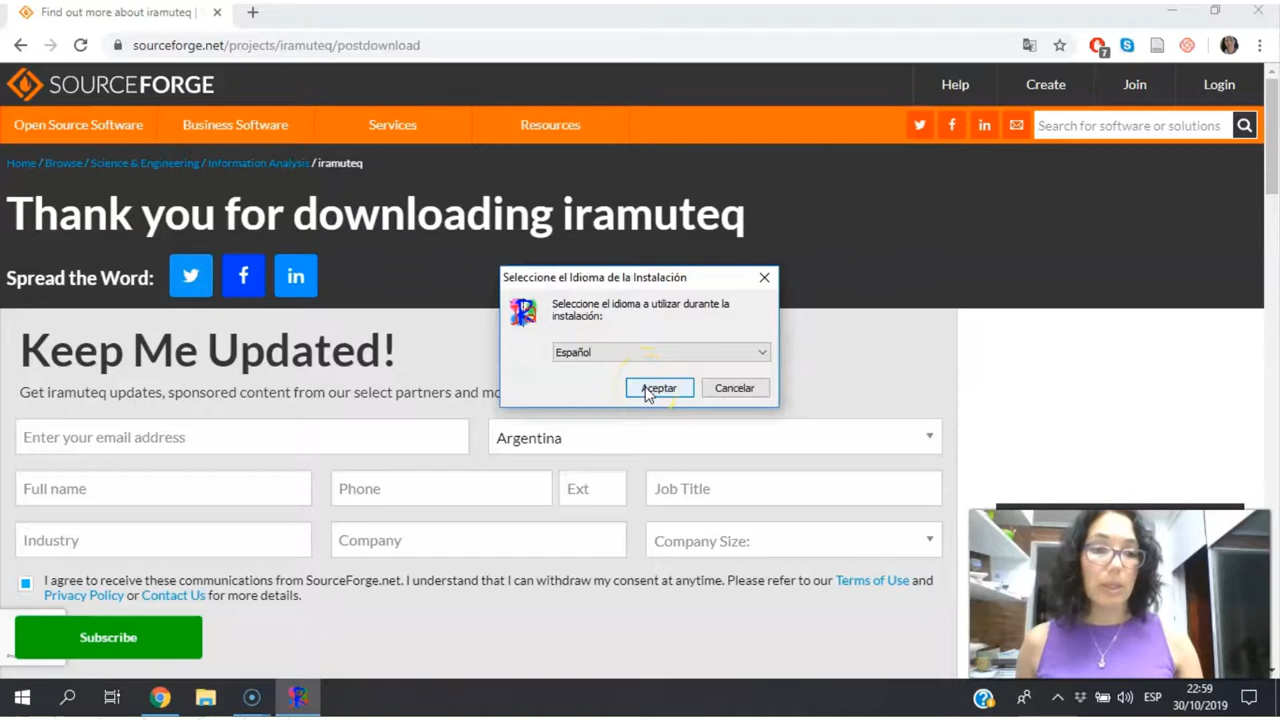 Find out more about iramuteq |
sourceforge.net/projects/iramuteq/postdownload
7
SOURCEFORGE
Help
Create
Join
Login
Open Source Software
Business Software
Services
Resources
Search for software or solutions
Home / Browse / Science & Engineering / Information Analysis / iramuteq
Thank you for downloading iramuteq
Spread the Word:
Seleccione el Idioma de la Instalación
Seleccione el idioma a utilizar durante la
instalación:
Español
Aceptar
Cancelar
Keep Me Updated!
Get iramuteq updates, sponsored content from our select partners and mo
Enter your email address
Argentina
Full name
Phone
Ext
Job Title
Industry
Company
Company Size:
I agree to receive these communications from SourceForge.net. I understand that I can withdraw my consent at anytime. Please refer to our Terms of Use and
Privacy Policy or Contact Us for more details.
Subscribe
ESP
22:59
30/10/2019